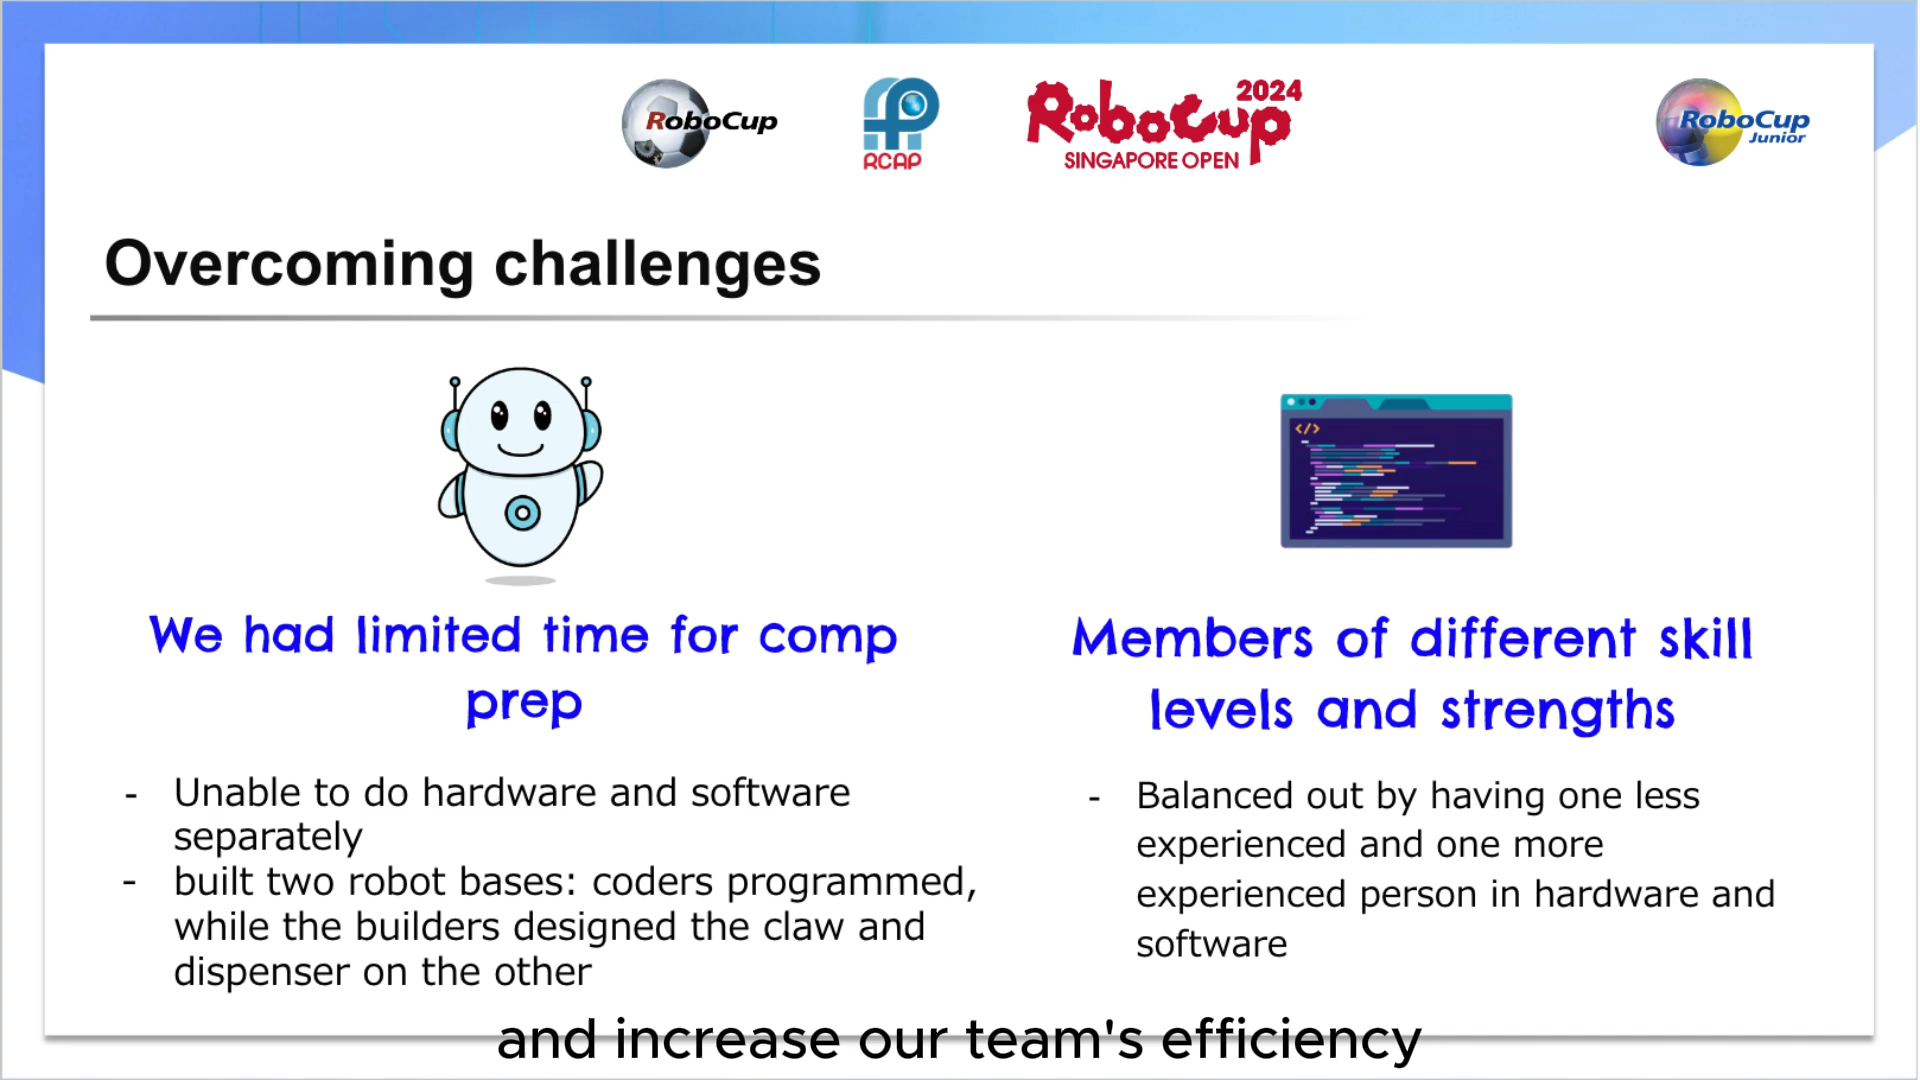 RoboCup
RCAP
RoboCup 2024
SINGAPORE OPEN
RoboCup
Junior
Overcoming challenges
</>
We had limited time for comp
prep
- Unable to do hardware and software
separately
- built two robot bases: coders programmed,
while the builders designed the claw and
dispenser on the other
Members of different skill
levels and strengths
- Balanced out by having one less
experienced and one more
experienced person in hardware and
software
and increase our team's efficiency